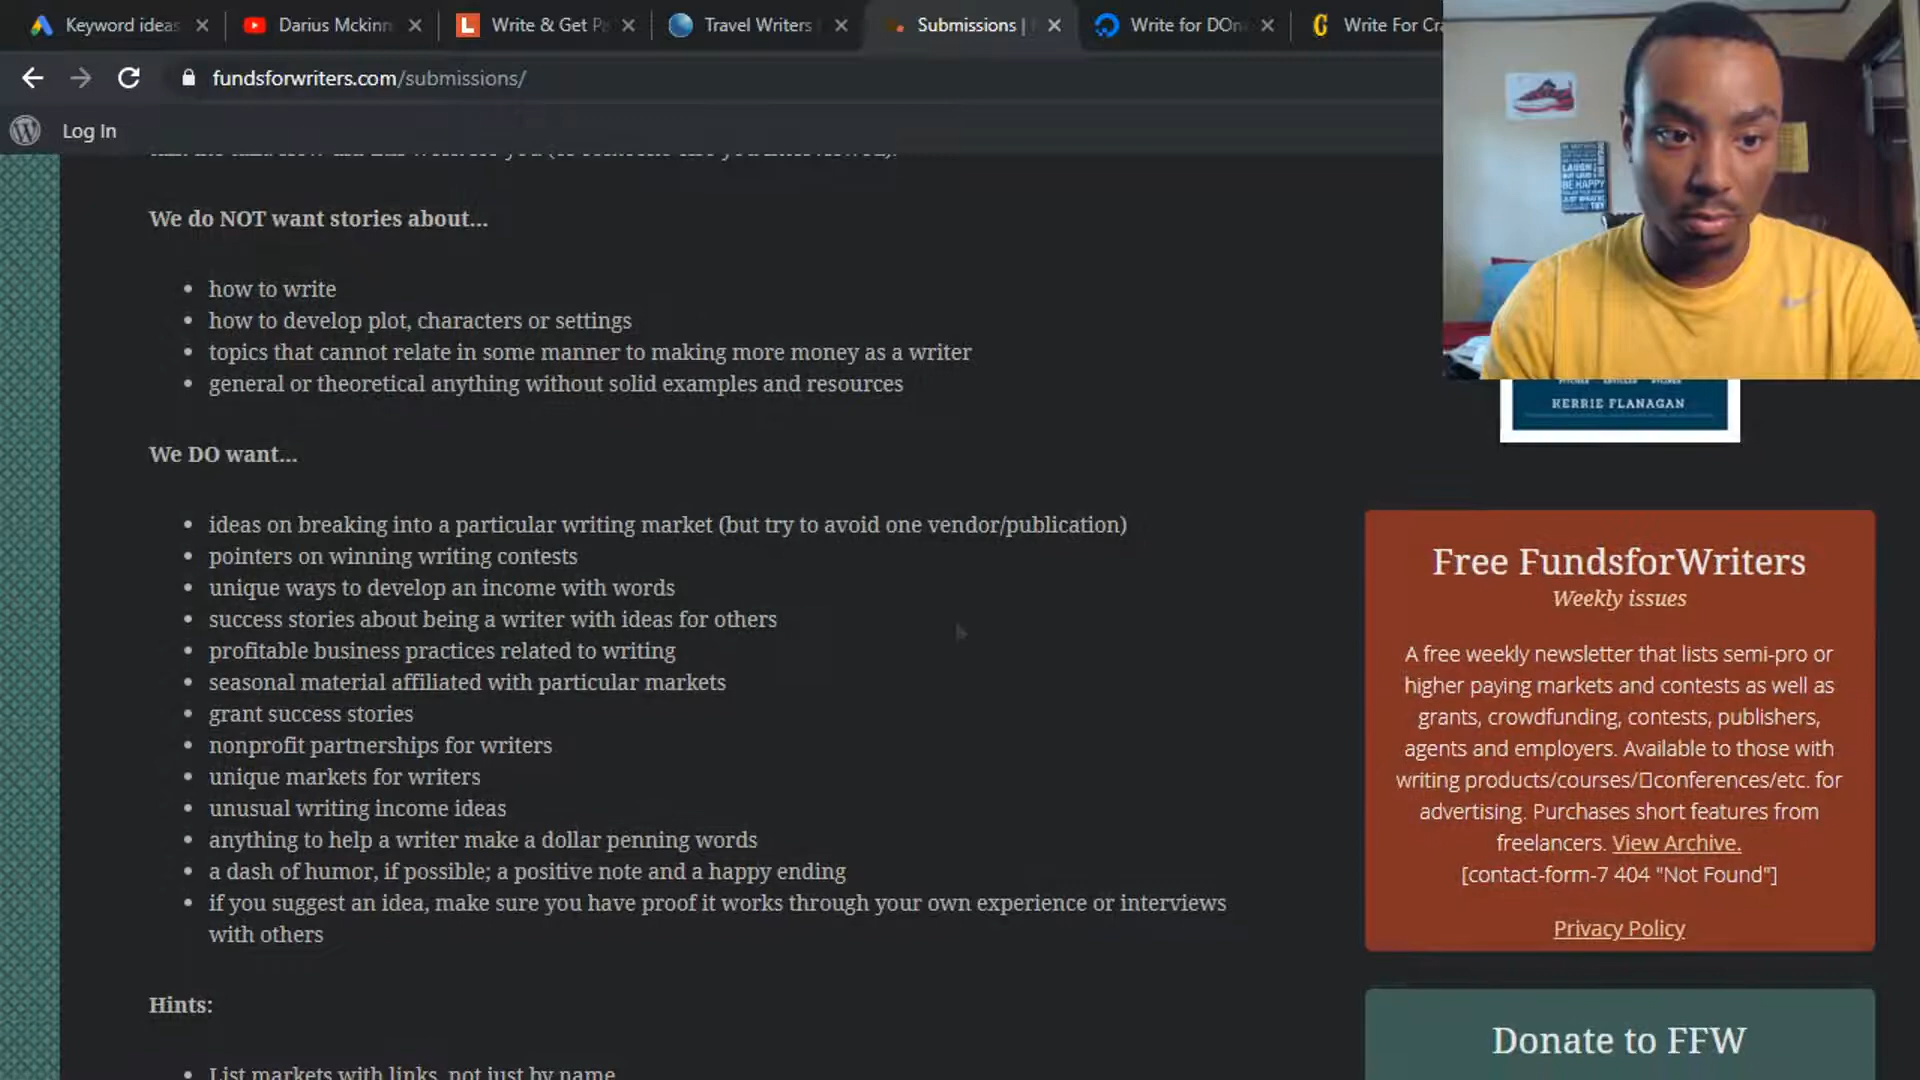 Keyword ideas
Darius Mckinn
Write & Get P
Travel Writers
Submissions |
Write for DOn
Write For Cr
fundsforwriters.com/submissions/
Log In
We do NOT want stories about...
how to write
how to develop plot, characters or settings
topics that cannot relate in some manner to making more money as a writer
general or theoretical anything without solid examples and resources
We DO want...
ideas on breaking into a particular writing market (but try to avoid one vendor/publication)
pointers on winning writing contests
unique ways to develop an income with words
success stories about being a writer with ideas for others
profitable business practices related to writing
seasonal material affiliated with particular markets
grant success stories
nonprofit partnerships for writers
unique markets for writers
unusual writing income ideas
anything to help a writer make a dollar penning words
a dash of humor, if possible; a positive note and a happy ending
if you suggest an idea, make sure you have proof it works through your own experience or interviews
with others
Hints:
List markets with links, not just by name
LAUGH
BE HAPPY
KERRIE FLANAGAN
Free FundsforWriters
Weekly issues
A free weekly newsletter that lists semi-pro or
higher paying markets and contests as well as
grants, crowdfunding, contests, publishers,
agents and employers. Available to those with
writing products/courses/conferences/etc. for
advertising. Purchases short features from
freelancers. View Archive.
[contact-form-7 404 "Not Found"]
Privacy Policy
Donate to FFW